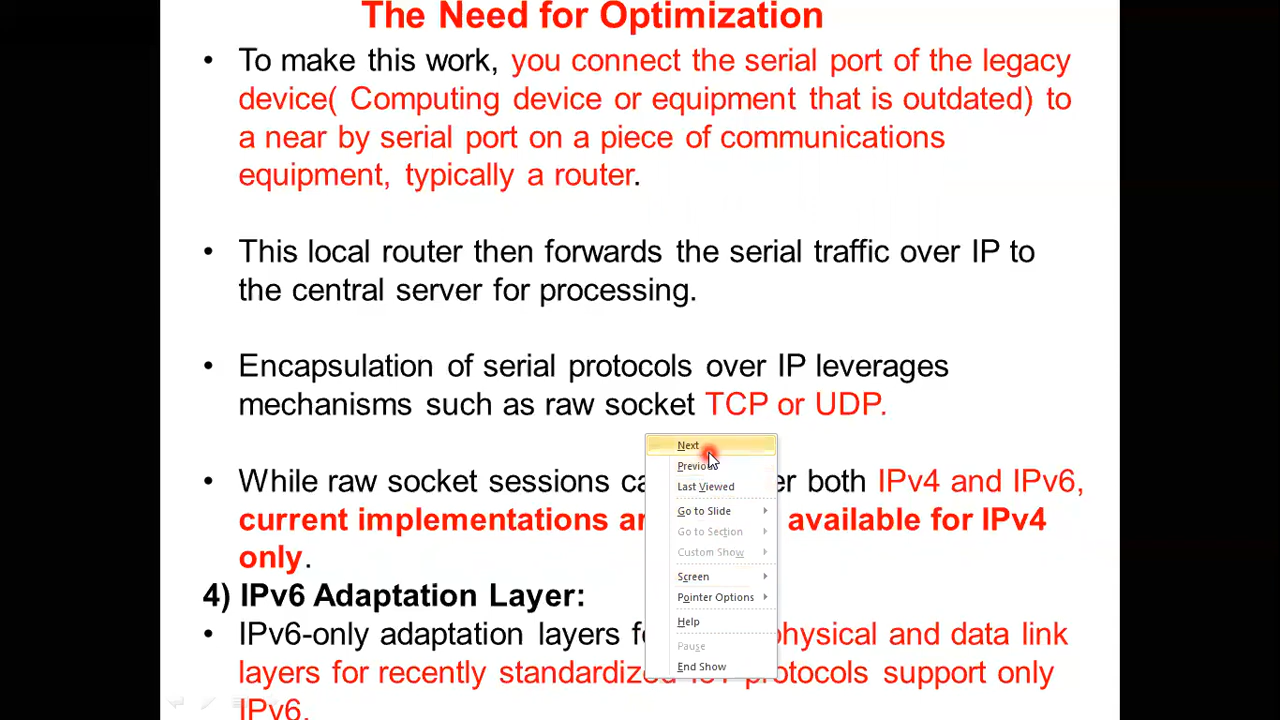 The Need for Optimization
• To make this work, you connect the serial port of the legacy
device( Computing device or equipment that is outdated) to
a near by serial port on a piece of communications
equipment, typically a router.
• This local router then forwards the serial traffic over IP to
the central server for processing.
• Encapsulation of serial protocols over IP leverages
mechanisms such as raw socket TCP or UDP.
• While raw socket sessions both IPv4 and IPv6,
current implementations available for IPv4
only.
4) IPv6 Adaptation Layer:
• IPv6-only adaptation layers physical and data link
layers for recently standardized protocols support only
IPv6.
Next
Previous
Last Viewed
Go to Slide
Go to Section
Custom Show
Screen
Pointer Options
Help
Pause
End Show